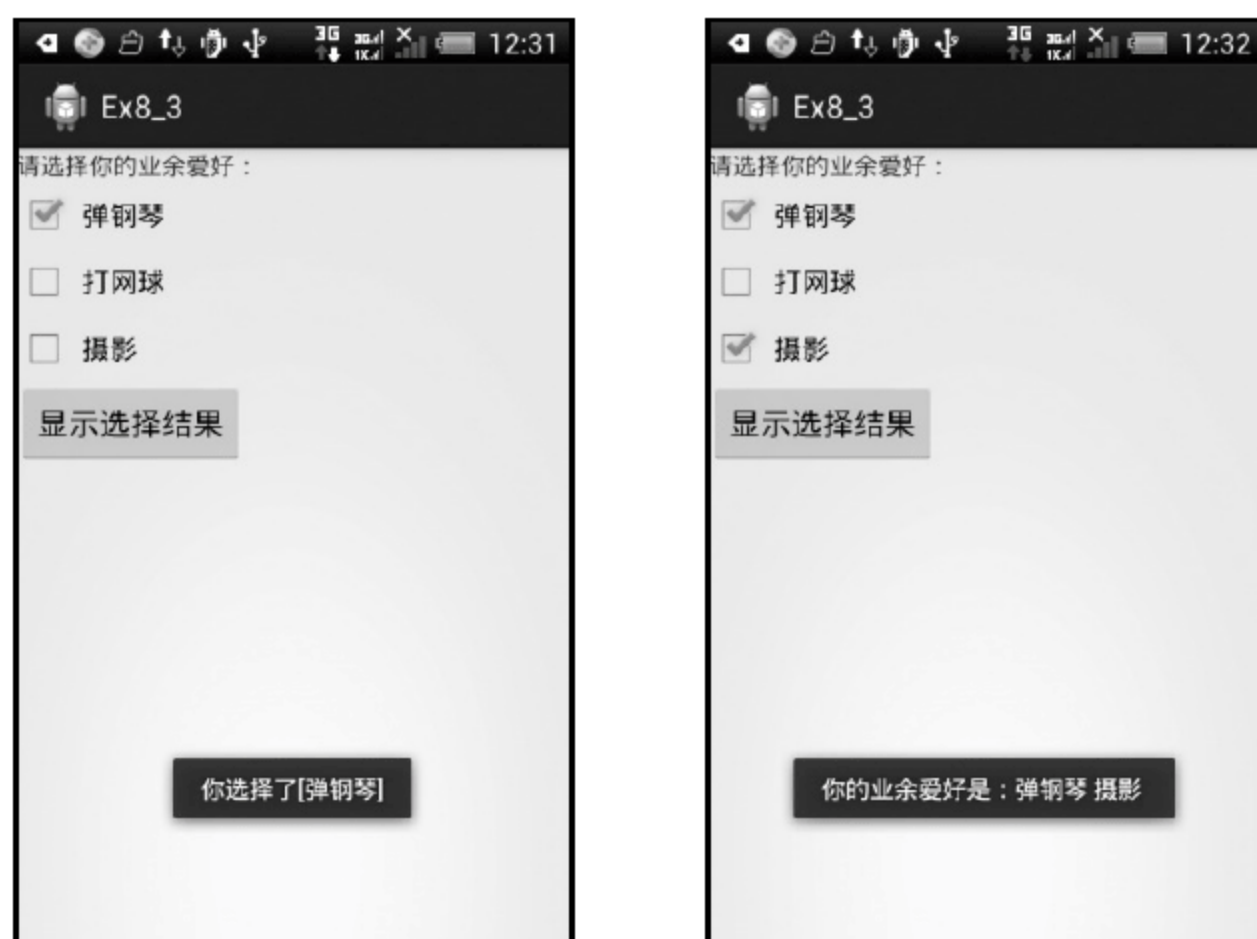 12:31
Ex8_3
请选择你的业余爱好：
弹钢琴
打网球
摄影
显示选择结果
你选择了[弹钢琴]
12:32
Ex8_3
请选择你的业余爱好：
弹钢琴
打网球
摄影
显示选择结果
你的业余爱好是：弹钢琴 摄影